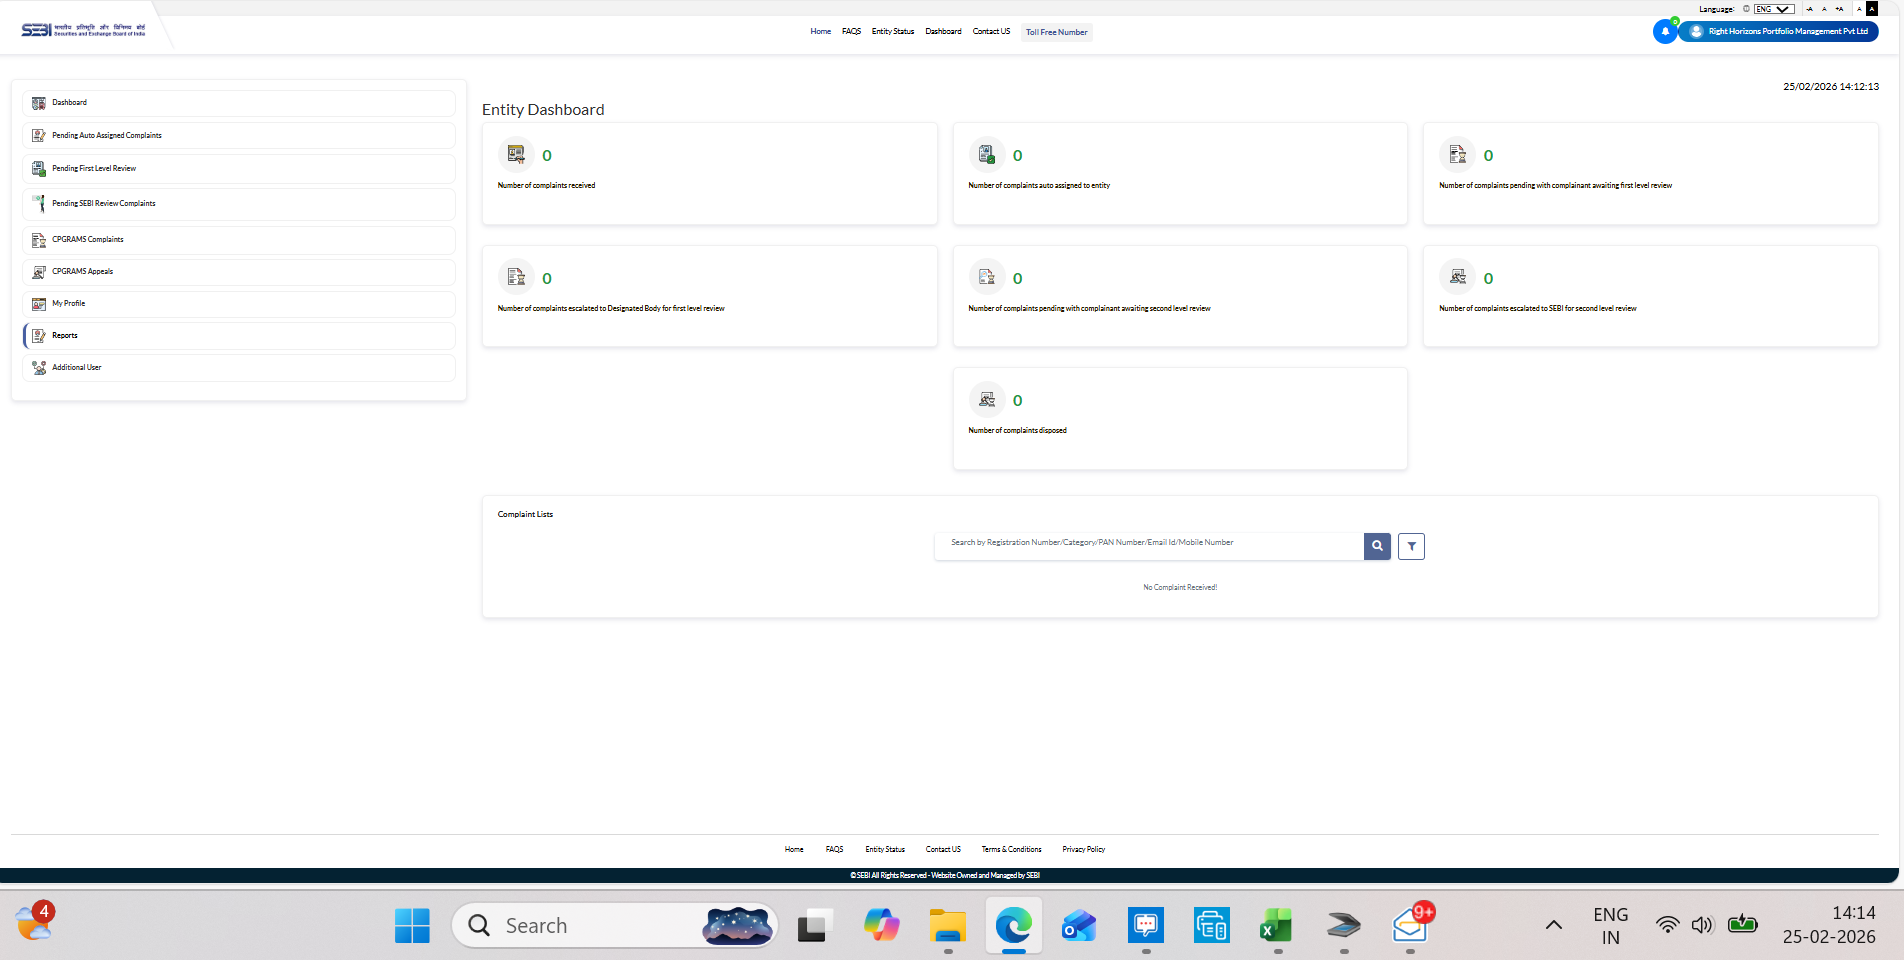 Language: ENG -A A +A A A
SEBI भारतीय प्रतिभूति और विनिमय बोर्ड
Securities and Exchange Board of India
Home FAQS Entity Status Dashboard Contact US Toll Free Number
0
Right Horizons Portfolio Management Pvt Ltd
25/02/2026 14:12:13
Dashboard
Pending Auto Assigned Complaints
Pending First Level Review
Pending SEBI Review Complaints
CPGRAMS Complaints
CPGRAMS Appeals
My Profile
Reports
Additional User
Entity Dashboard
0
Number of complaints received
0
Number of complaints auto assigned to entity
0
Number of complaints pending with complainant awaiting first level review
0
Number of complaints escalated to Designated Body for first level review
0
Number of complaints pending with complainant awaiting second level review
0
Number of complaints escalated to SEBI for second level review
0
Number of complaints disposed
Complaint Lists
Search by Registration Number/Category/PAN Number/Email Id/Mobile Number
No Complaint Received!
Home FAQS Entity Status Contact US Terms & Conditions Privacy Policy
© SEBI All Rights Reserved - Website Owned and Managed by SEBI
4
Search
9+
ENG
IN
14:14
25-02-2026